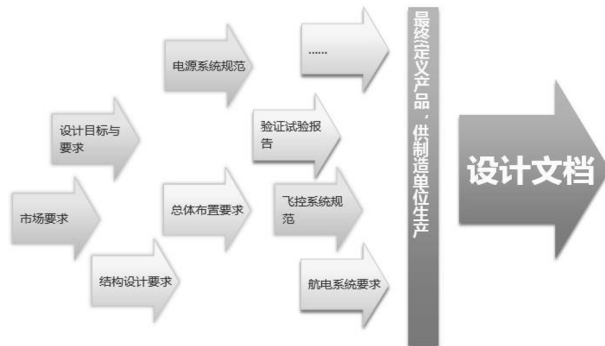 ……
电源系统规范
设计目标与
要求
验证试验报
告
市场要求
总体布置要求
飞控系统规
范
结构设计要求
航电系统要求
最终定义产品，供制造单位生产
设计文档